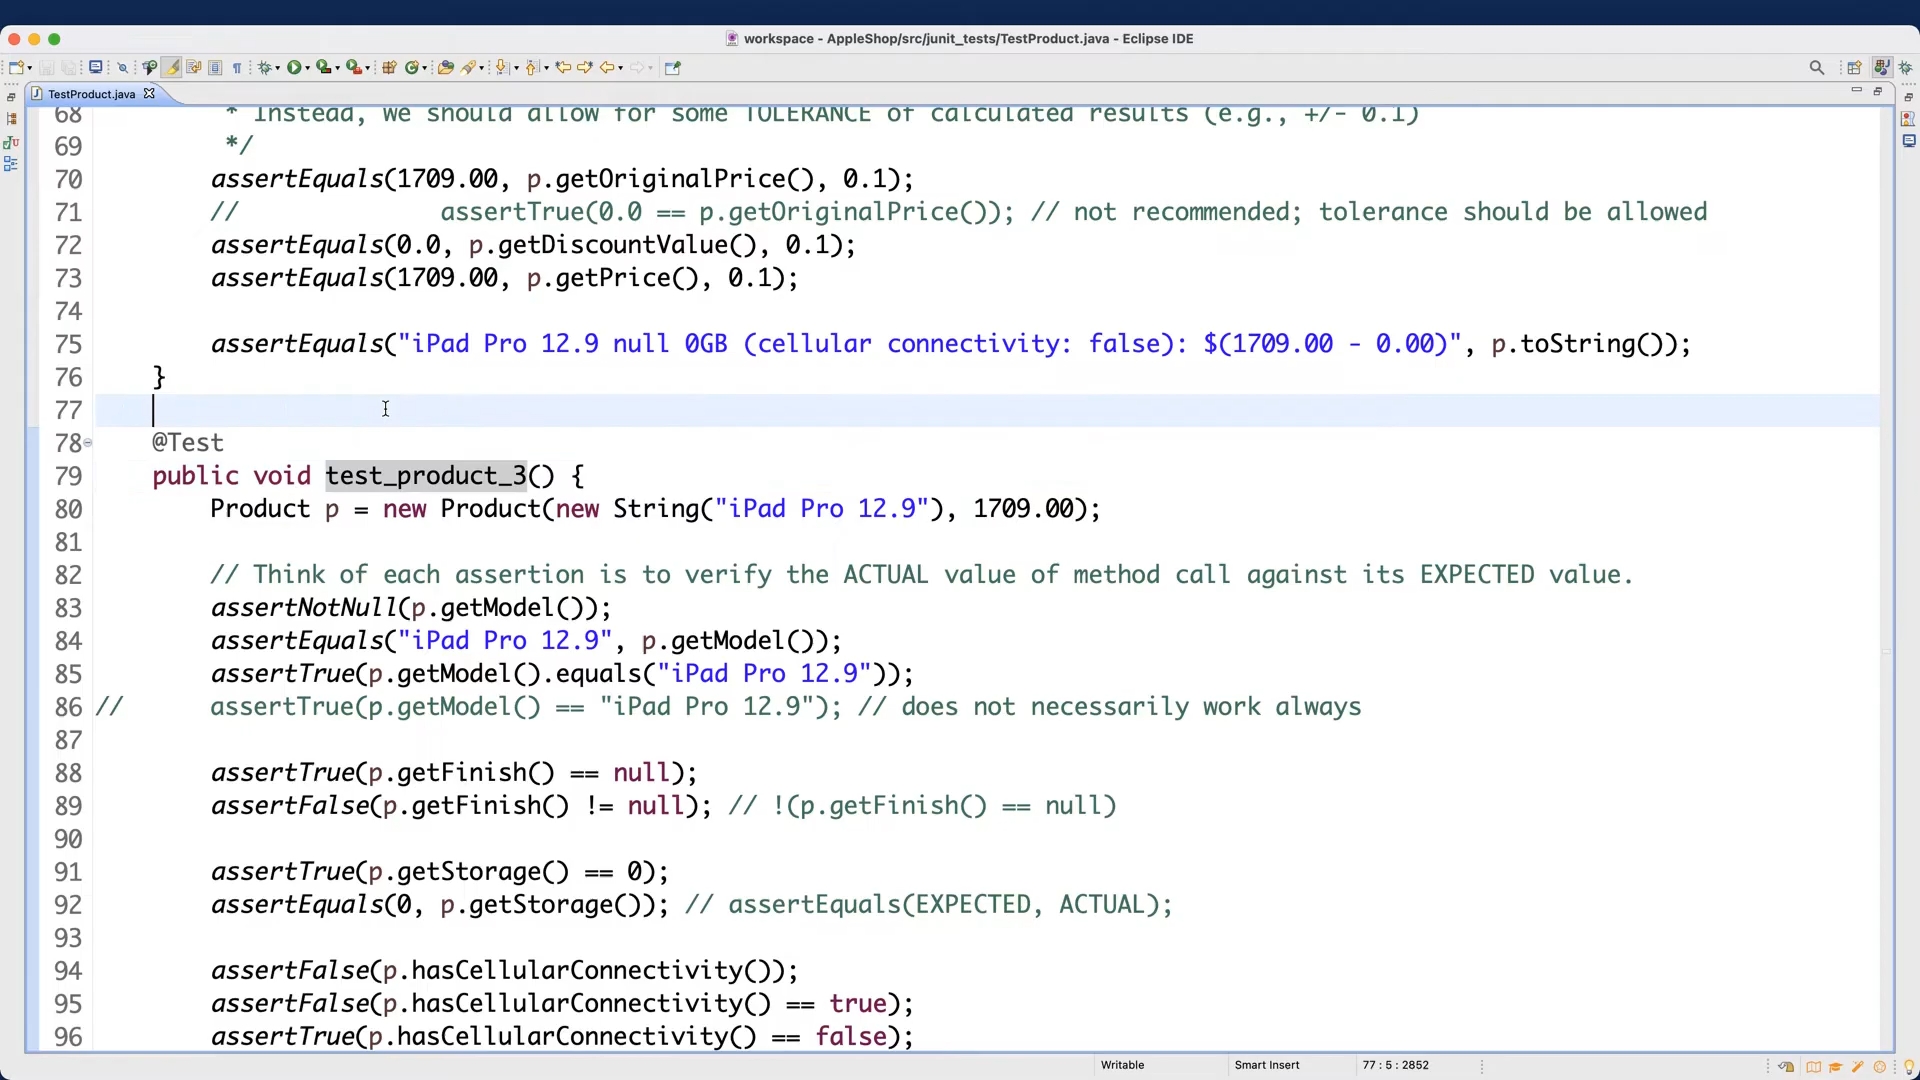 workspace - AppleShop/src/junit_tests/TestProduct.java - Eclipse IDE
TestProduct.java
68 * Instead, we should allow for some TOLERANCE of calculated results (e.g., +/- 0.1)
69 */
70 assertEquals(1709.00, p.getOriginalPrice(), 0.1);
71 // assertTrue(0.0 == p.getOriginalPrice()); // not recommended; tolerance should be allowed
72 assertEquals(0.0, p.getDiscountValue(), 0.1);
73 assertEquals(1709.00, p.getPrice(), 0.1);
74
75 assertEquals("iPad Pro 12.9 null 0GB (cellular connectivity: false): $(1709.00 - 0.00)", p.toString());
76 }
77
78 @Test
79 public void test_product_3() {
80 Product p = new Product(new String("iPad Pro 12.9"), 1709.00);
81
82 // Think of each assertion is to verify the ACTUAL value of method call against its EXPECTED value.
83 assertNotNull(p.getModel());
84 assertEquals("iPad Pro 12.9", p.getModel());
85 assertTrue(p.getModel().equals("iPad Pro 12.9"));
86 // assertTrue(p.getModel() == "iPad Pro 12.9"); // does not necessarily work always
87
88 assertTrue(p.getFinish() == null);
89 assertFalse(p.getFinish() != null); // !(p.getFinish() == null)
90
91 assertTrue(p.getStorage() == 0);
92 assertEquals(0, p.getStorage()); // assertEquals(EXPECTED, ACTUAL);
93
94 assertFalse(p.hasCellularConnectivity());
95 assertFalse(p.hasCellularConnectivity() == true);
96 assertTrue(p.hasCellularConnectivity() == false);
Writable Smart Insert 77 : 5 : 2852